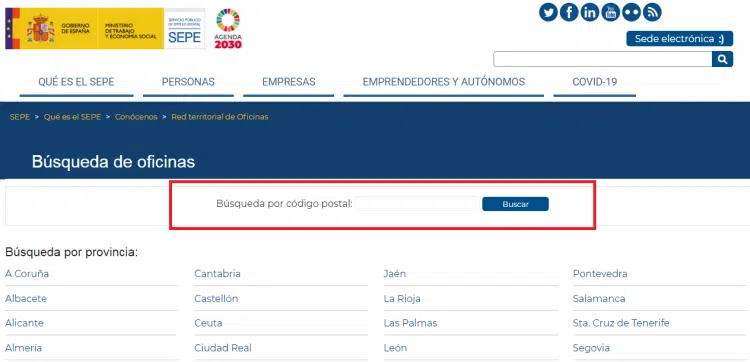 GOBIERNO
DE ESPAÑA
MINISTERIO
DE TRABAJO
Y ECONOMÍA SOCIAL
SERVICIO PÚBLICO
DE EMPLEO ESTATAL
SEPE
AGENDA
2030
Sede electrónica :)
QUÉ ES EL SEPE
PERSONAS
EMPRESAS
EMPRENDEDORES Y AUTÓNOMOS
COVID-19
SEPE > Qué es el SEPE > Conócenos > Red territorial de Oficinas
Búsqueda de oficinas
Búsqueda por código postal: Buscar
Búsqueda por provincia:
A Coruña Cantabria Jaén Pontevedra
Albacete Castellón La Rioja Salamanca
Alicante Ceuta Las Palmas Sta. Cruz de Tenerife
Almería Ciudad Real León Segovia